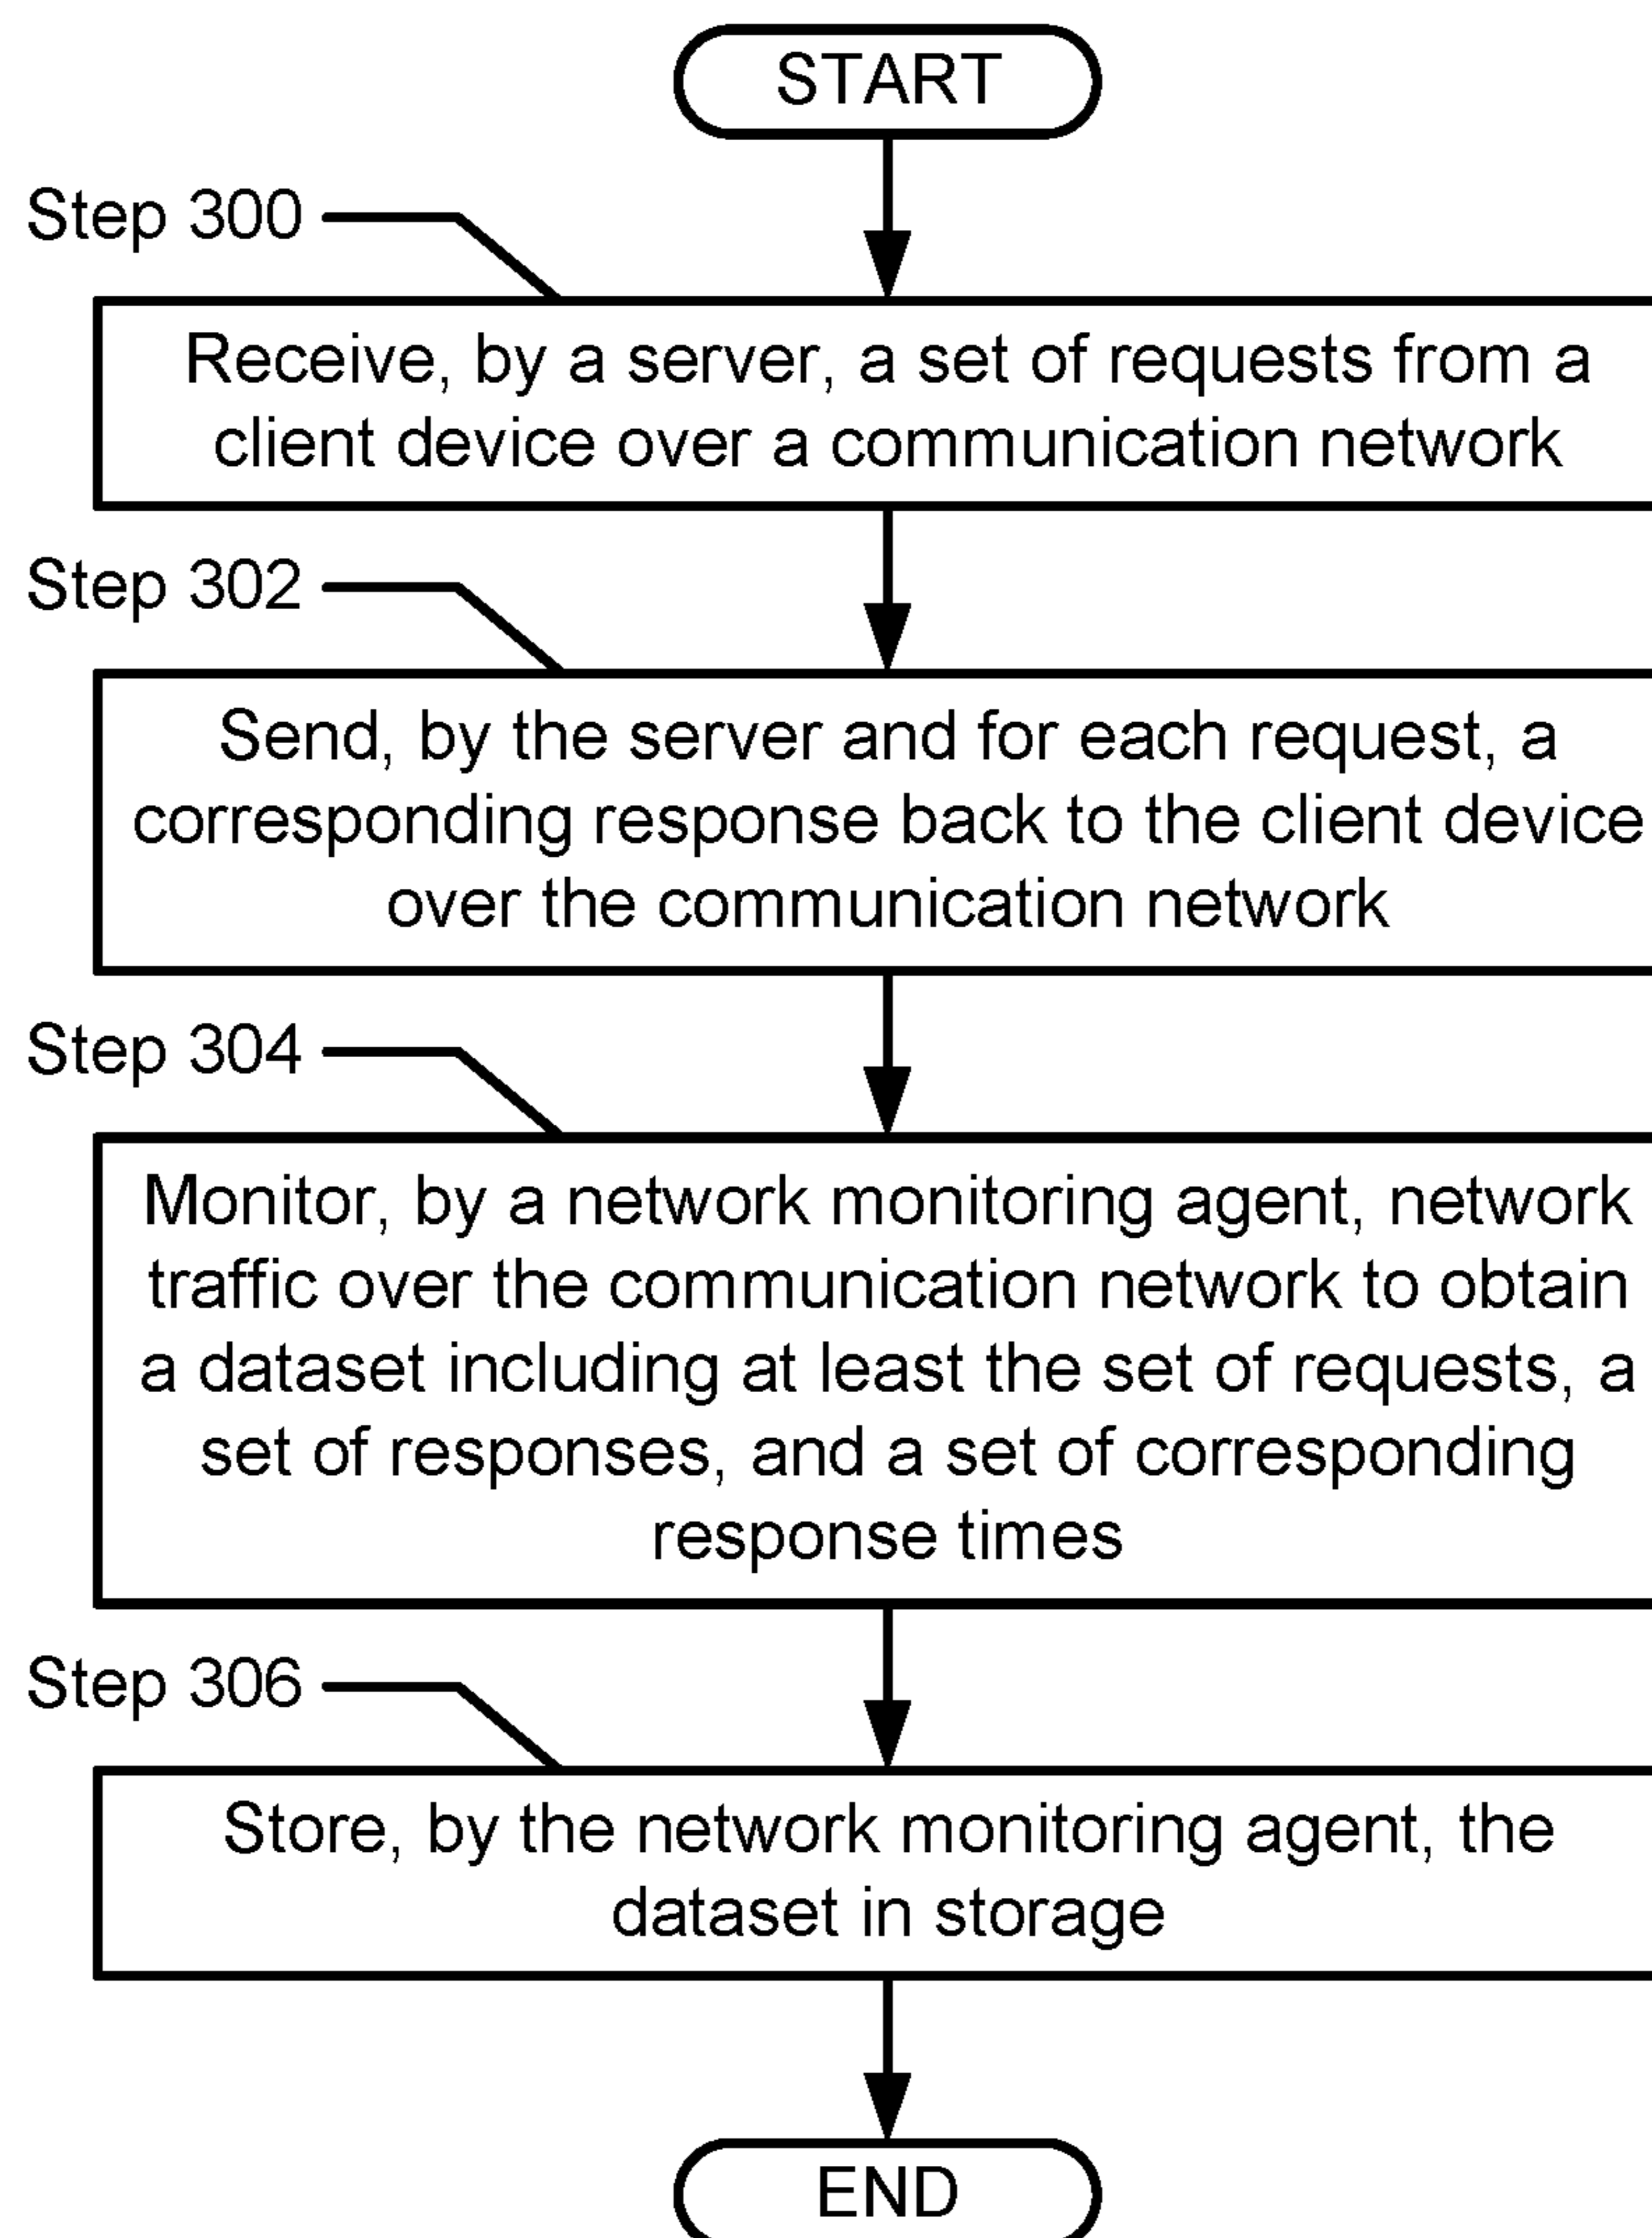 START
Step 300
Receive, by a server, a set of requests from a
client device over a communication network
Step 302
Send, by the server and for each request, a
corresponding response back to the client device
over the communication network
Step 304
Monitor, by a network monitoring agent, network
traffic over the communication network to obtain
a dataset including at least the set of requests, a
set of responses, and a set of corresponding
response times
Step 306
Store, by the network monitoring agent, the
dataset in storage
END